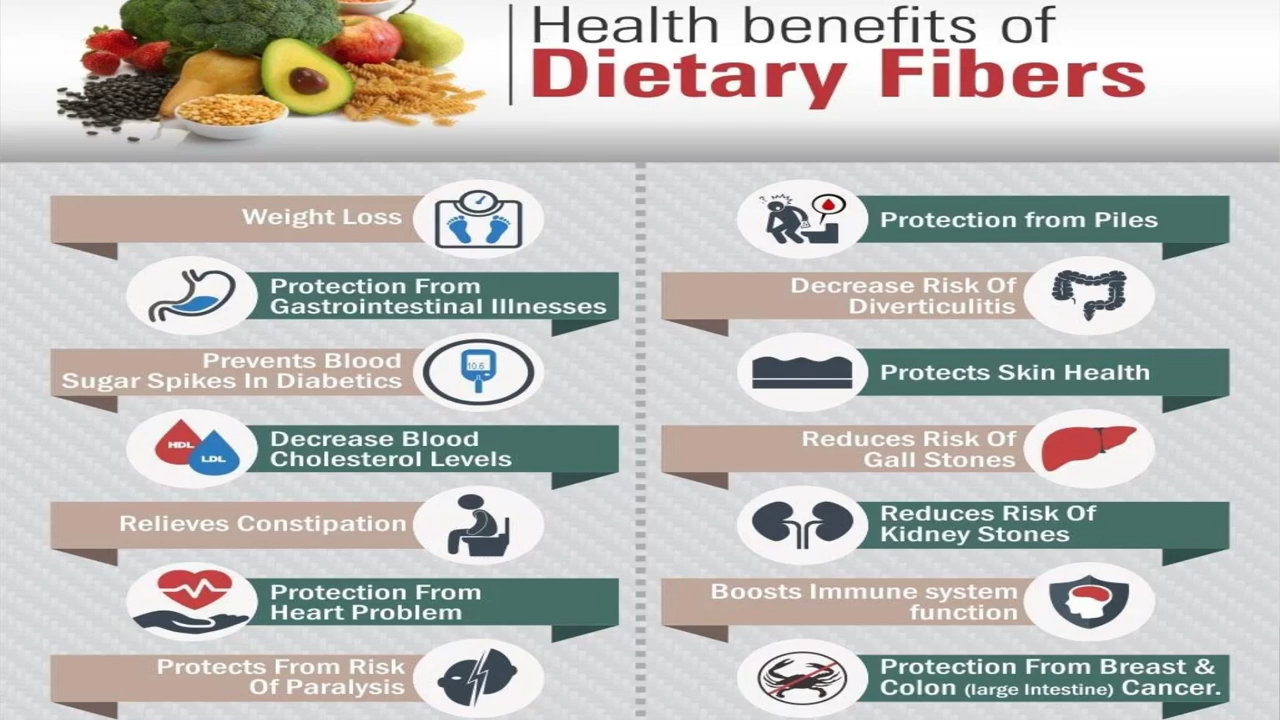 Health benefits of
Dietary Fibers
Weight Loss
Protection From
Gastrointestinal Illnesses
Prevents Blood
Sugar Spikes In Diabetics
10.6
HDL
LDL
Decrease Blood
Cholesterol Levels
Relieves Constipation
Protection From
Heart Problem
Protects From Risk
Of Paralysis
Protection from Piles
Decrease Risk Of
Diverticulitis
Protects Skin Health
Reduces Risk Of
Gall Stones
Reduces Risk Of
Kidney Stones
Boosts Immune system
function
Protection From Breast &
Colon (large Intestine) Cancer.